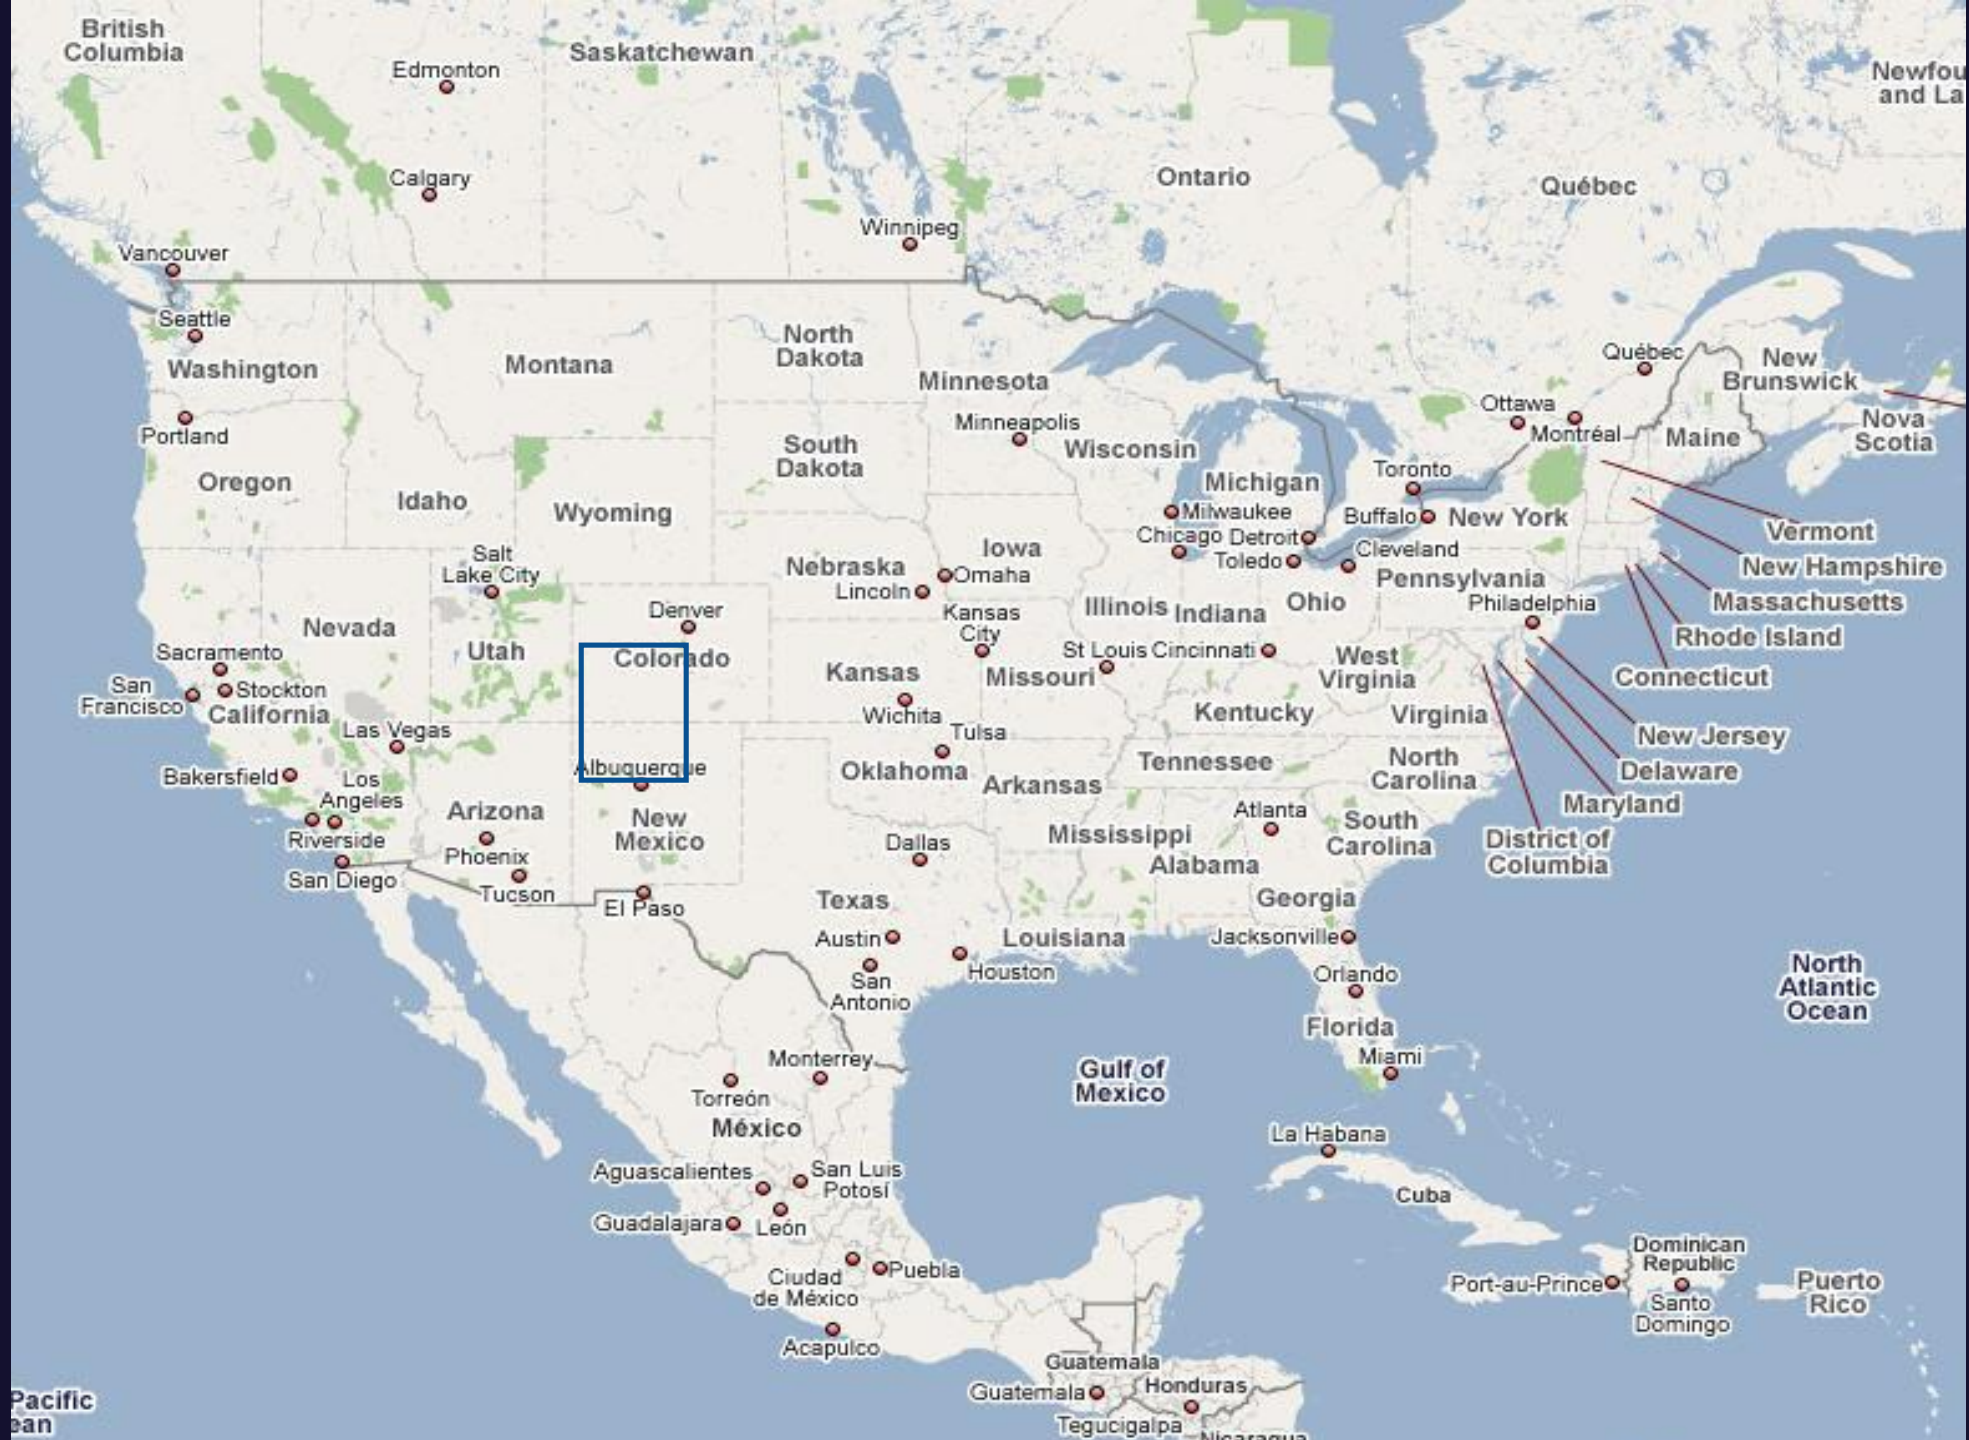 British
Columbia
Edmonton
Saskatchewan
Newfou
and La
Calgary
Ontario
Québec
Vancouver
Winnipeg
Seattle
Washington
Montana
North
Dakota
Minnesota
Québec
New
Brunswick
Portland
Minneapolis
Ottawa
Montréal
Maine
Nova
Scotia
Oregon
Idaho
Wyoming
South
Dakota
Wisconsin
Michigan
Toronto
Milwaukee
Buffalo
New York
Vermont
Salt
Lake City
Nebraska
Iowa
Chicago
Detroit
Toledo
Cleveland
Pennsylvania
New Hampshire
Lincoln
Omaha
Massachusetts
Nevada
Denver
Kansas
City
Illinois
Indiana
Ohio
Philadelphia
Rhode Island
Sacramento
Utah
Colorado
Kansas
Missouri
St Louis
Cincinnati
West
Virginia
Connecticut
San
Francisco
Stockton
California
Las Vegas
Wichita
Tulsa
Kentucky
Virginia
New Jersey
Bakersfield
Los
Angeles
Albuquerque
Oklahoma
Arkansas
Tennessee
North
Carolina
Delaware
Maryland
Riverside
Arizona
New
Mexico
Phoenix
Dallas
Mississippi
Alabama
Atlanta
South
Carolina
District of
Columbia
San Diego
Tucson
El Paso
Texas
Georgia
Austin
Louisiana
Jacksonville
San
Antonio
Houston
Orlando
North
Atlantic
Ocean
Florida
Miami
Monterrey
Torreón
Gulf of
Mexico
México
La Habana
Aguascalientes
San Luis
Potosí
Cuba
Guadalajara
León
Ciudad
de México
Puebla
Dominican
Republic
Port-au-Prince
Santo
Domingo
Puerto
Rico
Acapulco
Guatemala
Guatemala
Honduras
Tegucigalpa
Nicaragua
Pacific
ean